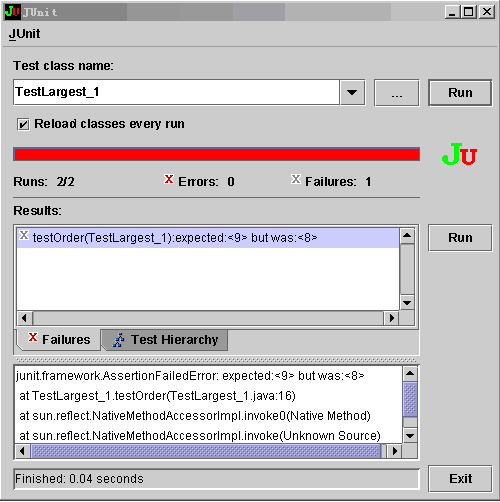 JU JUnit
JUnit
Test class name:
TestLargest_1
...
Run
Reload classes every run
JU
Runs: 2/2
X Errors: 0
X Failures: 1
Results:
X testOrder(TestLargest_1):expected:<9> but was:<8>
Run
X Failures
Test Hierarchy
junit.framework.AssertionFailedError: expected:<9> but was:<8>
at TestLargest_1.testOrder(TestLargest_1.java:16)
at sun.reflect.NativeMethodAccessorImpl.invoke0(Native Method)
at sun.reflect.NativeMethodAccessorImpl.invoke(Unknown Source)
Finished: 0.04 seconds
Exit